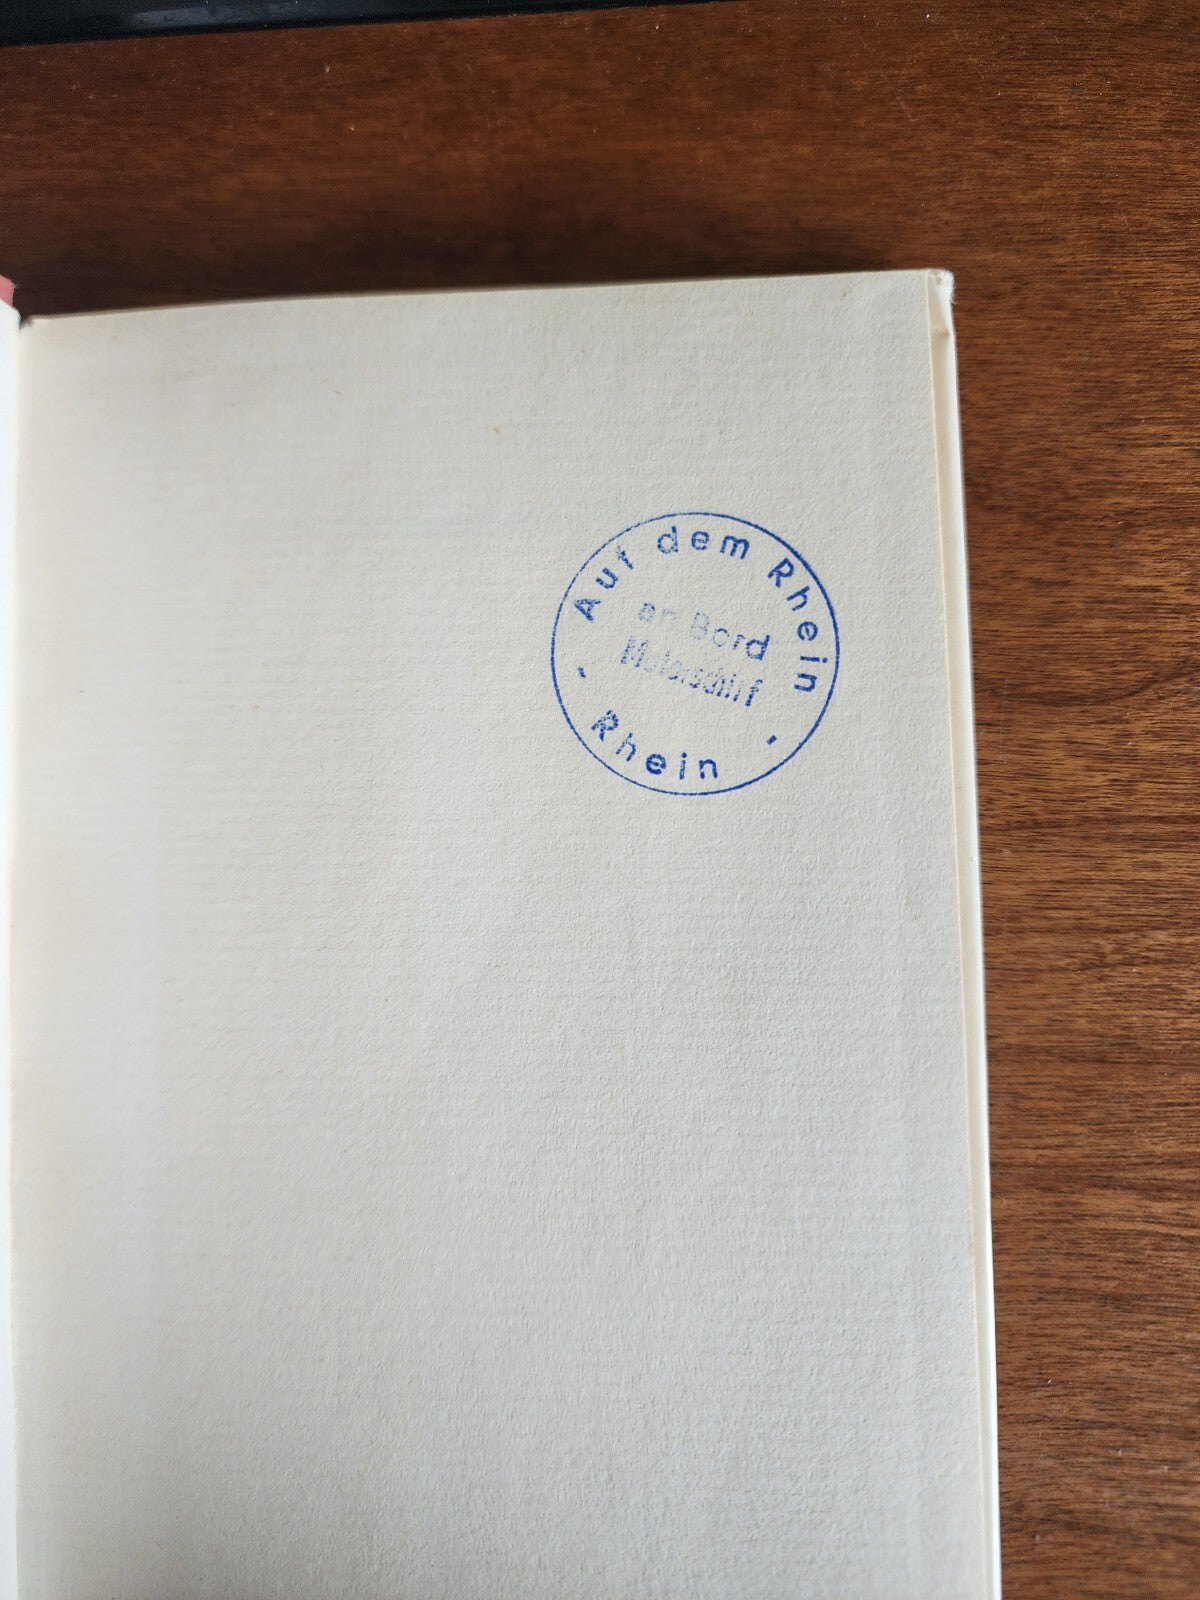 Auf dem Rhein
an Bord
Motorschiff
Rhein